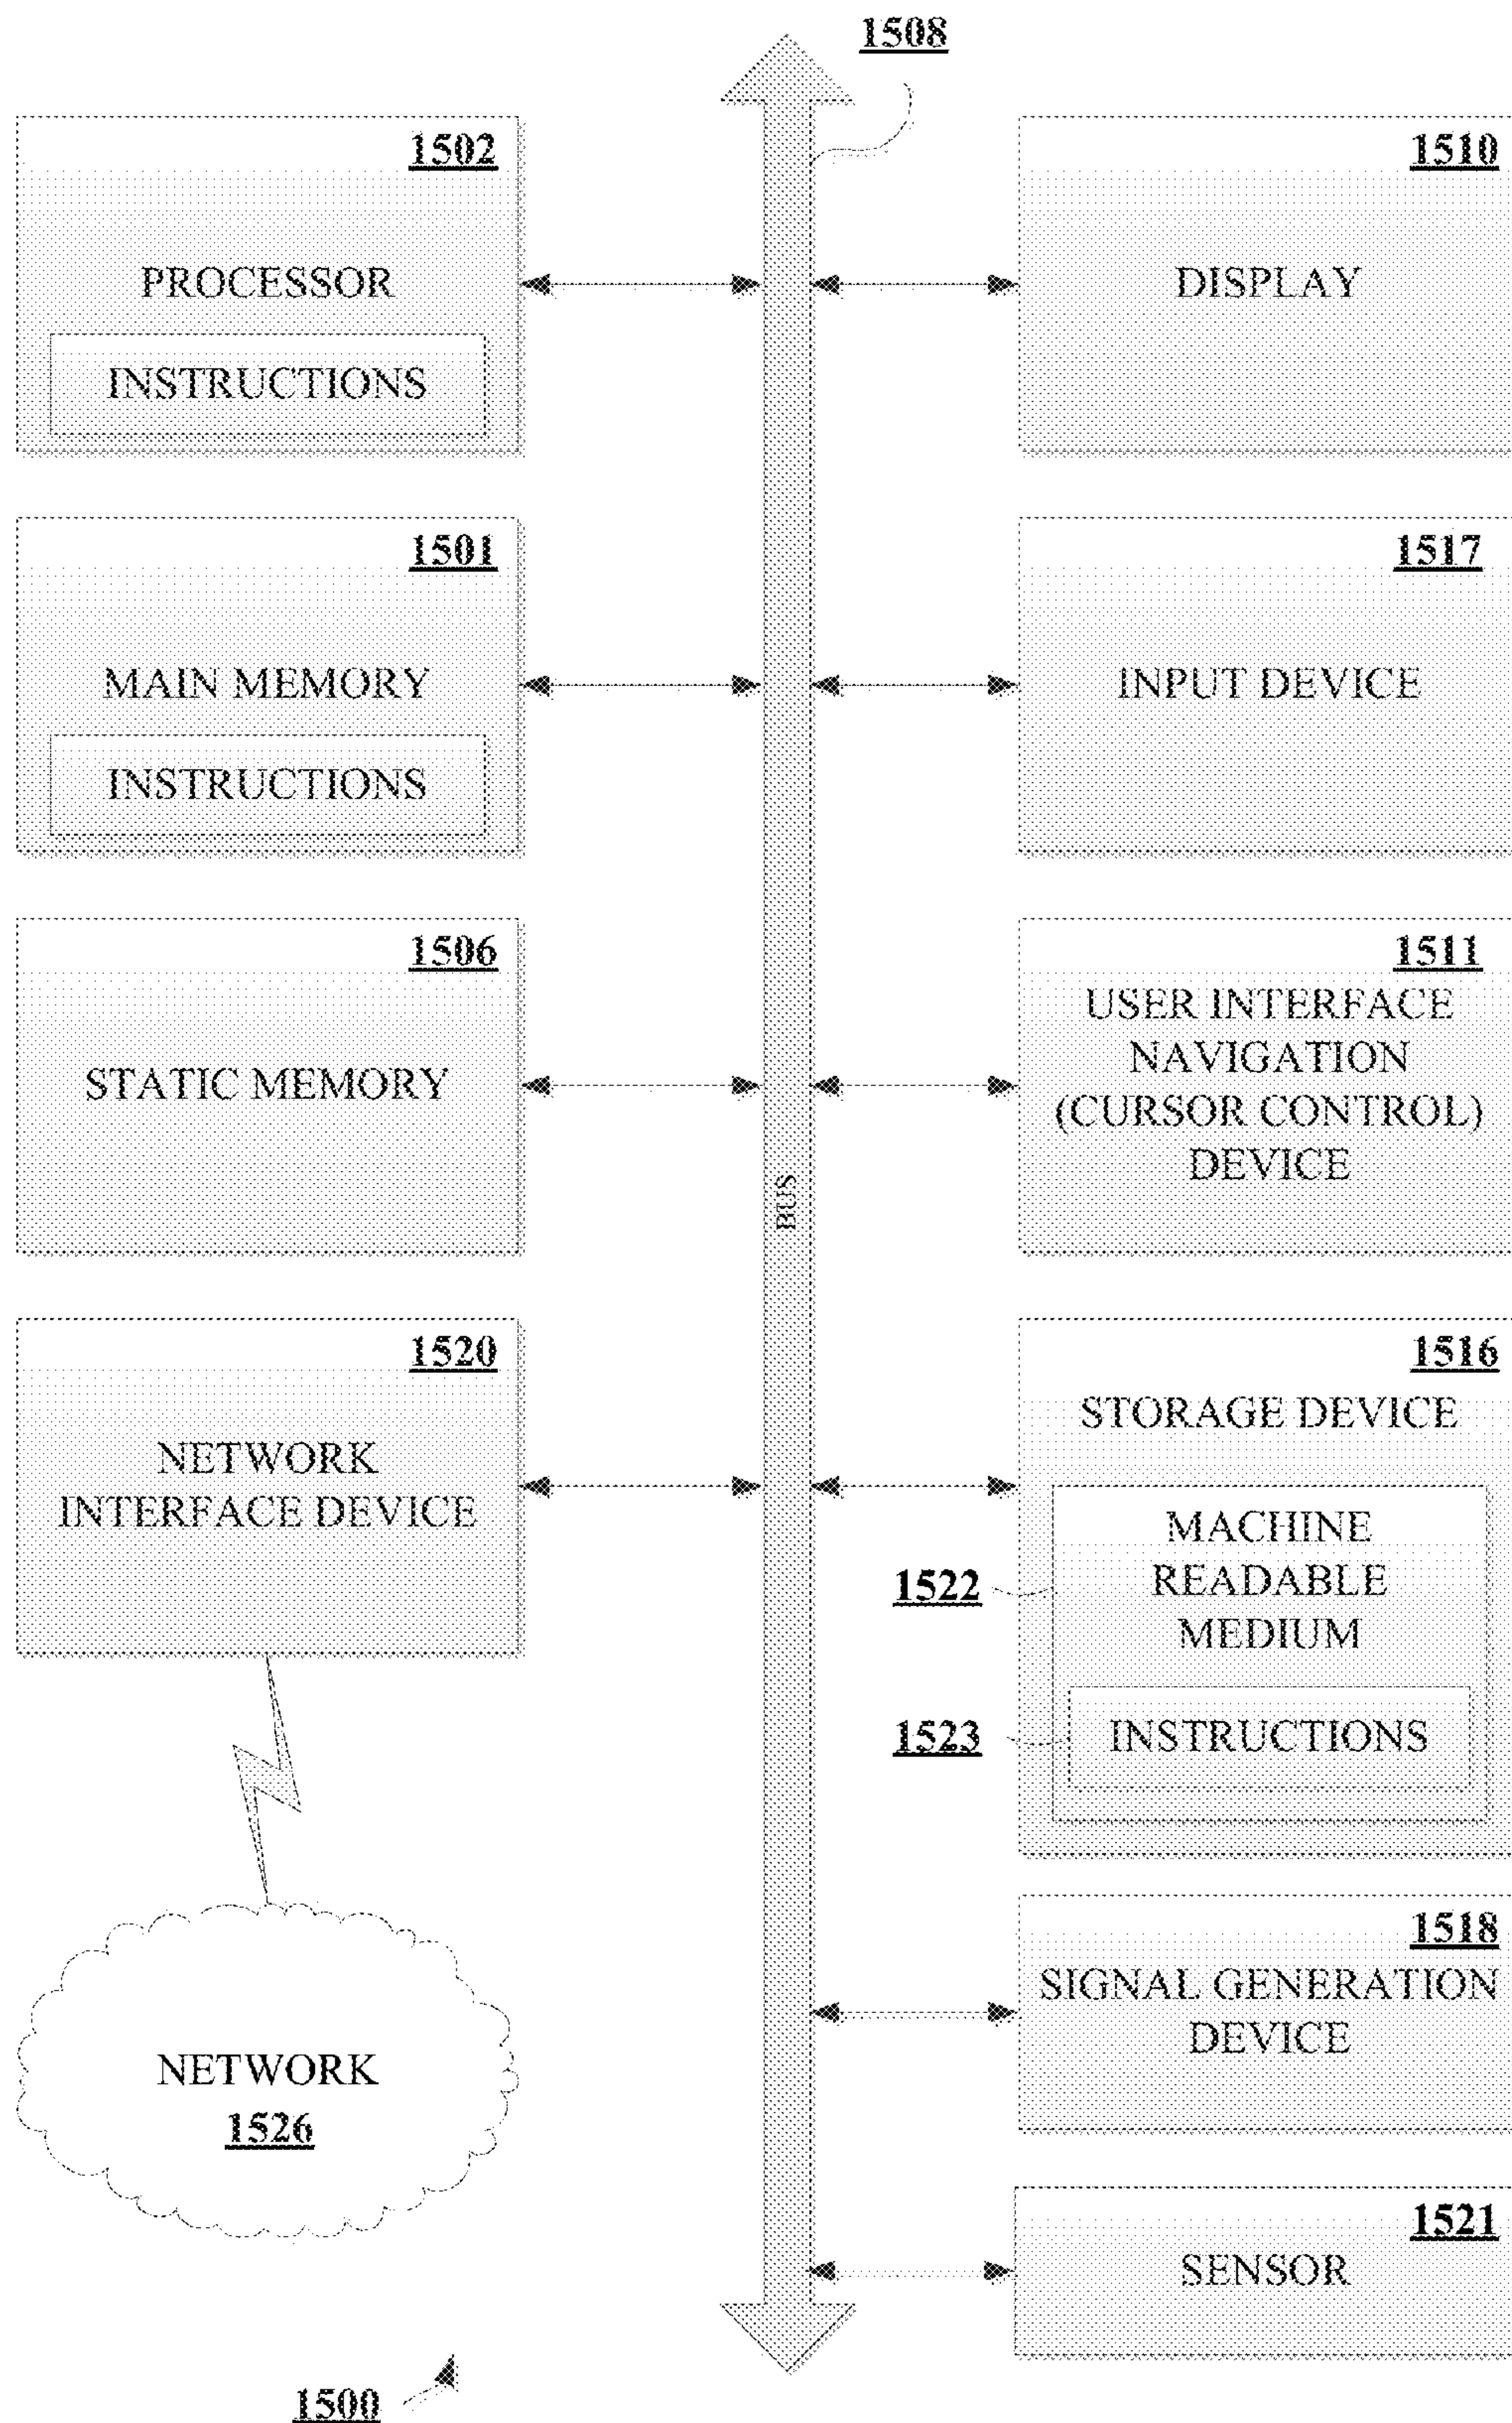 1508
1502
PROCESSOR
INSTRUCTIONS
1501
MAIN MEMORY
INSTRUCTIONS
1506
STATIC MEMORY
1520
NETWORK
INTERFACE DEVICE
NETWORK
1526
1500
BUS
1510
DISPLAY
1517
INPUT DEVICE
1511
USER INTERFACE
NAVIGATION
(CURSOR CONTROL)
DEVICE
1516
STORAGE DEVICE
1522
MACHINE
READABLE
MEDIUM
1523
INSTRUCTIONS
1518
SIGNAL GENERATION
DEVICE
1521
SENSOR